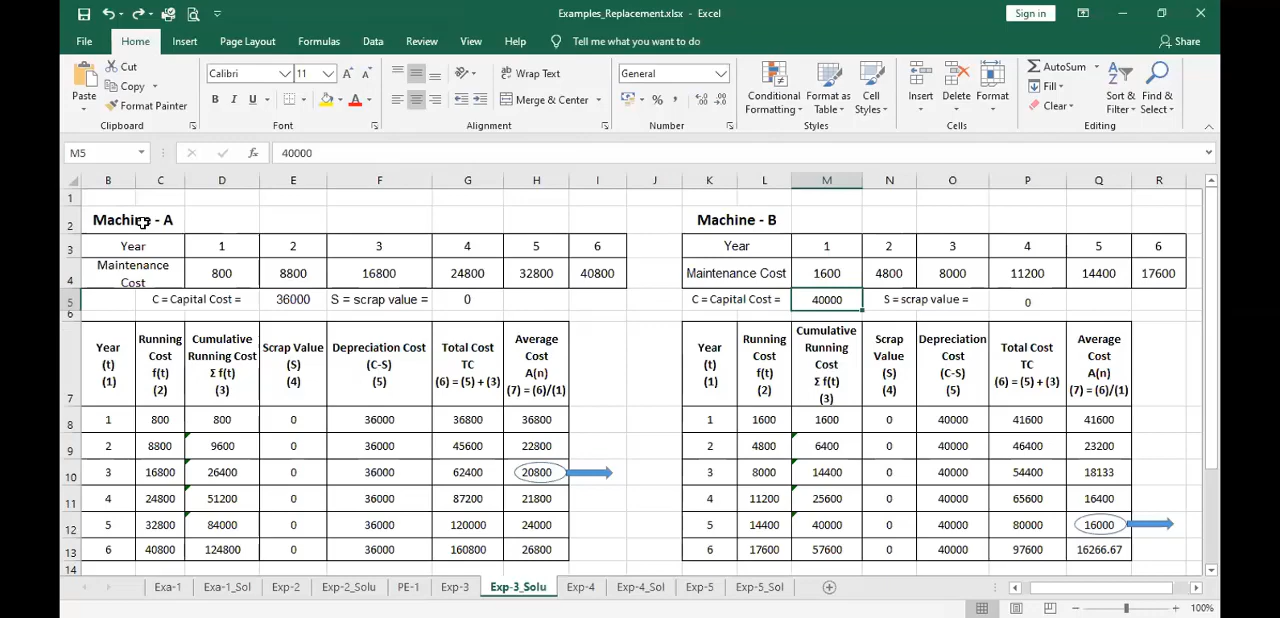 Examples_Replacement.xlsx - Excel
Sign in
File Home Insert Page Layout Formulas Data Review View Help Tell me what you want to do Share
Paste
Cut
Copy
Format Painter
Clipboard
Calibri 11
B I U
Font
Wrap Text
Merge & Center
Alignment
General
Number
Conditional Formatting
Format as Table
Cell Styles
Styles
Insert Delete Format
Cells
AutoSum
Fill
Clear
Sort & Filter
Find & Select
Editing
M5 fx 40000
B C D E F G H I J K L M N O P Q R
1
2 Machine - A Machine - B
3 Year 1 2 3 4 5 6 Year 1 2 3 4 5 6
4 Maintenance Cost 800 8800 16800 24800 32800 40800 Maintenance Cost 1600 4800 8000 11200 14400 17600
5 C = Capital Cost = 36000 S = scrap value = 0 C = Capital Cost = 40000 S = scrap value = 0
6
7 Year (t) (1) Running Cost f(t) (2) Cumulative Running Cost Σ f(t) (3) Scrap Value (S) (4) Depreciation Cost (C-S) (5) Total Cost TC (6) = (5) + (3) Average Cost A(n) (7) = (6)/(1) Year (t) (1) Running Cost f(t) (2) Cumulative Running Cost Σ f(t) (3) Scrap Value (S) (4) Depreciation Cost (C-S) (5) Total Cost TC (6) = (5) + (3) Average Cost A(n) (7) = (6)/(1)
8 1 800 800 0 36000 36800 36800 1 1600 1600 0 40000 41600 41600
9 2 8800 9600 0 36000 45600 22800 2 4800 6400 0 40000 46400 23200
10 3 16800 26400 0 36000 62400 20800 3 8000 14400 0 40000 54400 18133
11 4 24800 51200 0 36000 87200 21800 4 11200 25600 0 40000 65600 16400
12 5 32800 84000 0 36000 120000 24000 5 14400 40000 0 40000 80000 16000
13 6 40800 124800 0 36000 160800 26800 6 17600 57600 0 40000 97600 16266.67
14
Exa-1 Exa-1_Sol Exp-2 Exp-2_Solu PE-1 Exp-3 Exp-3_Solu Exp-4 Exp-4_Sol Exp-5 Exp-5_Sol
100%